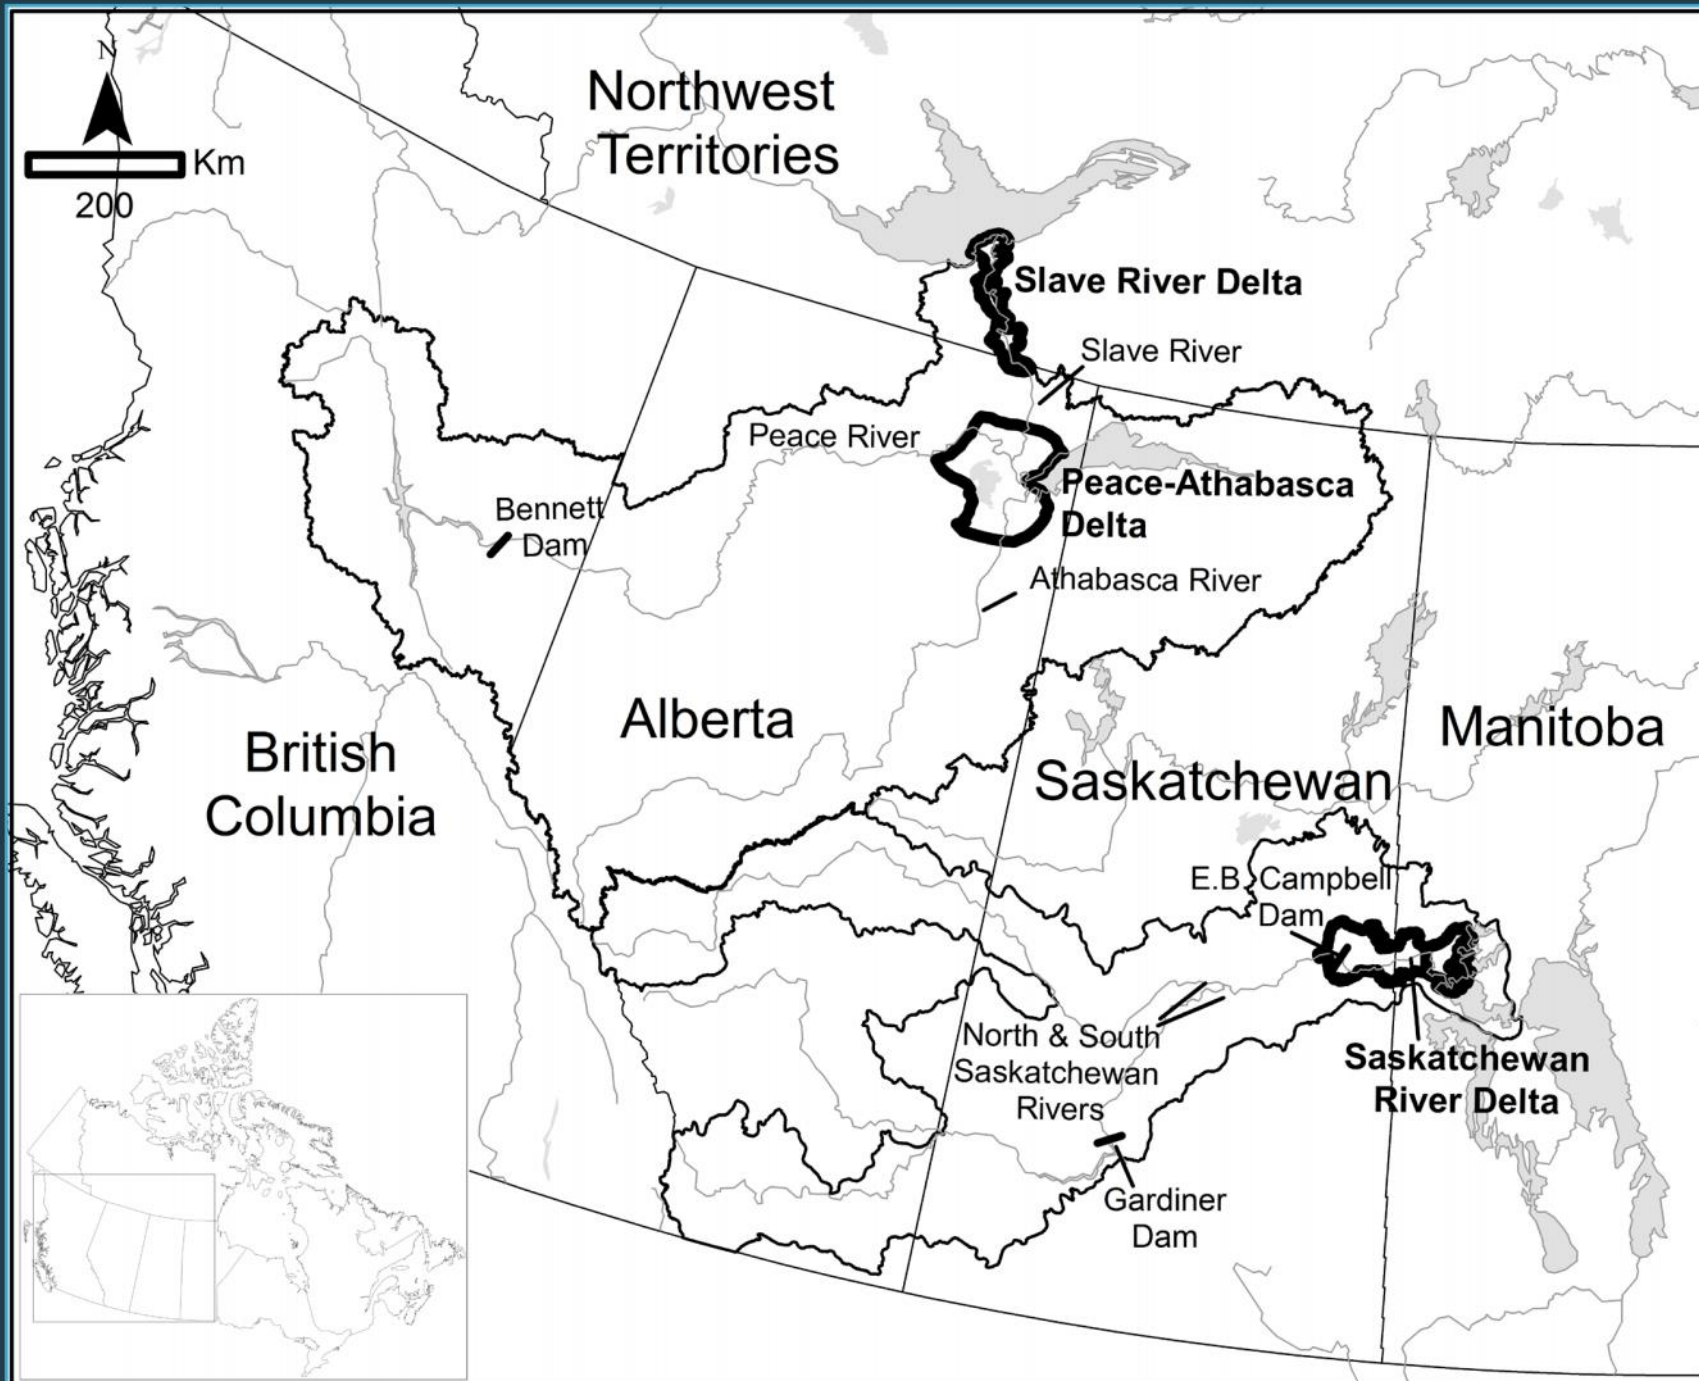 N
Km
200
Northwest
Territories
Slave River Delta
Slave River
Peace River
Peace-Athabasca
Delta
Bennett
Dam
Athabasca River
Alberta
British
Columbia
Manitoba
Saskatchewan
E.B. Campbell
Dam
North & South
Saskatchewan
Rivers
Saskatchewan
River Delta
Gardiner
Dam